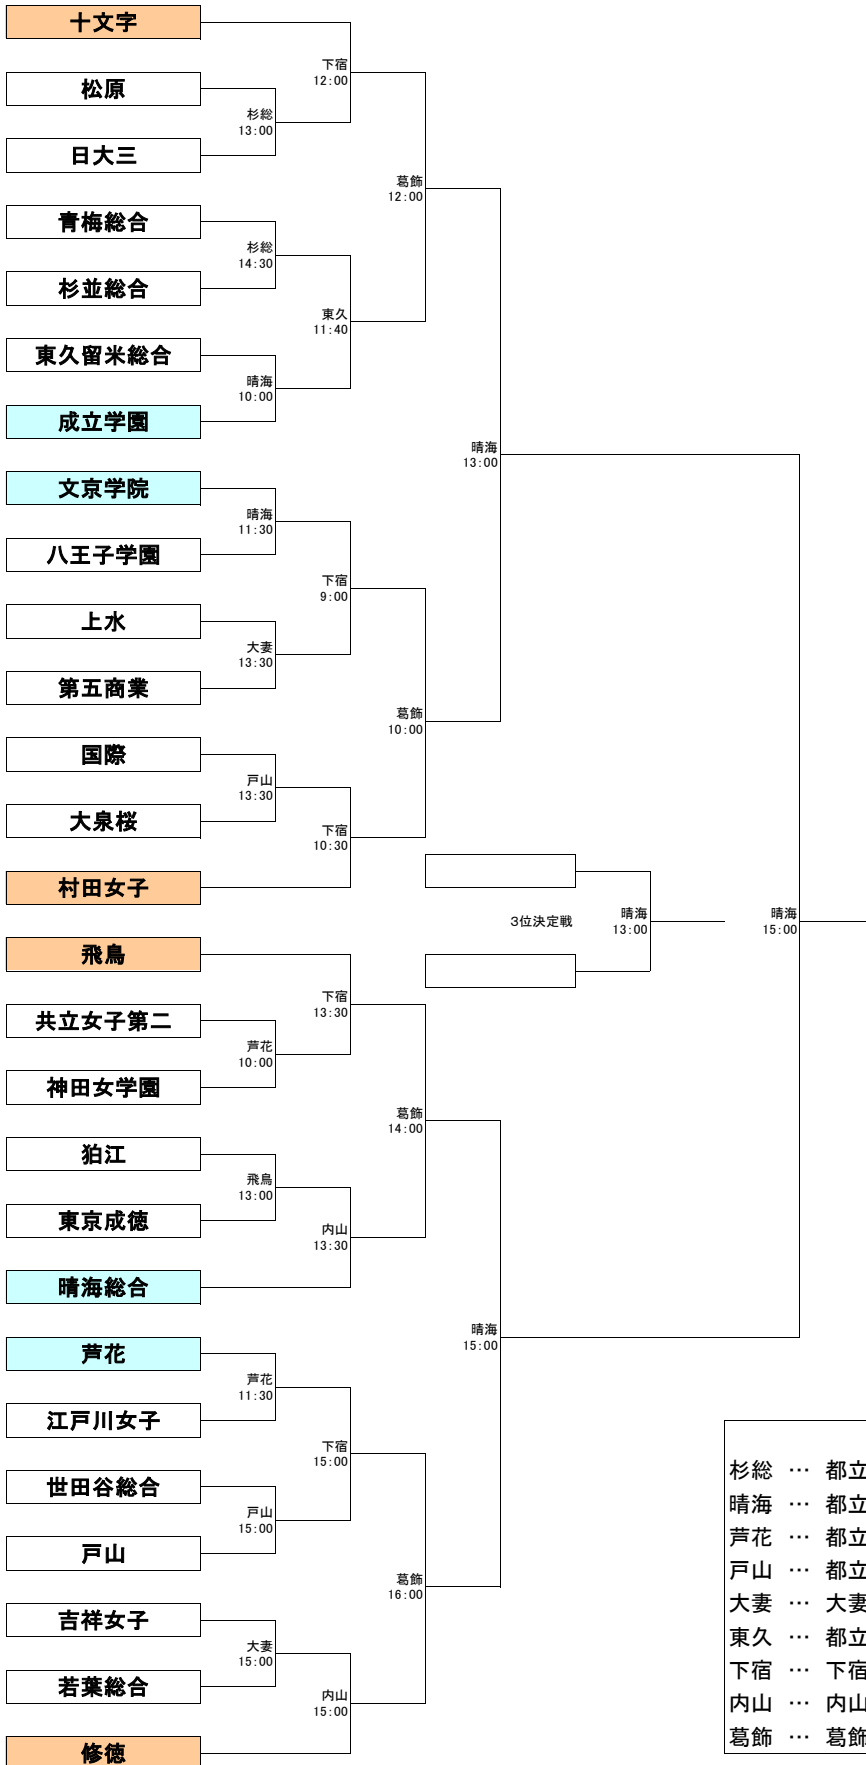 十文字
下宿
12:00
松原
杉総
13:00
日大三
葛飾
12:00
青梅総合
杉総
14:30
杉並総合
東久
11:40
東久留米総合
晴海
10:00
成立学園
晴海
13:00
文京学院
晴海
11:30
八王子学園
下宿
9:00
上水
大妻
13:30
第五商業
葛飾
10:00
国際
戸山
13:30
大泉桜
下宿
10:30
村田女子
3位決定戦
晴海
13:00
晴海
15:00
飛鳥
下宿
13:30
共立女子第二
芦花
10:00
神田女学園
葛飾
14:00
狛江
飛鳥
13:00
東京成徳
内山
13:30
晴海総合
晴海
15:00
芦花
芦花
11:30
江戸川女子
下宿
15:00
世田谷総合
戸山
15:00
戸山
葛飾
16:00
吉祥女子
大妻
15:00
若葉総合
内山
15:00
修徳
杉総 … 都立
晴海 … 都立
芦花 … 都立
戸山 … 都立
大妻 … 大妻
東久 … 都立
下宿 … 下宿
内山 … 内山
葛飾 … 葛飾